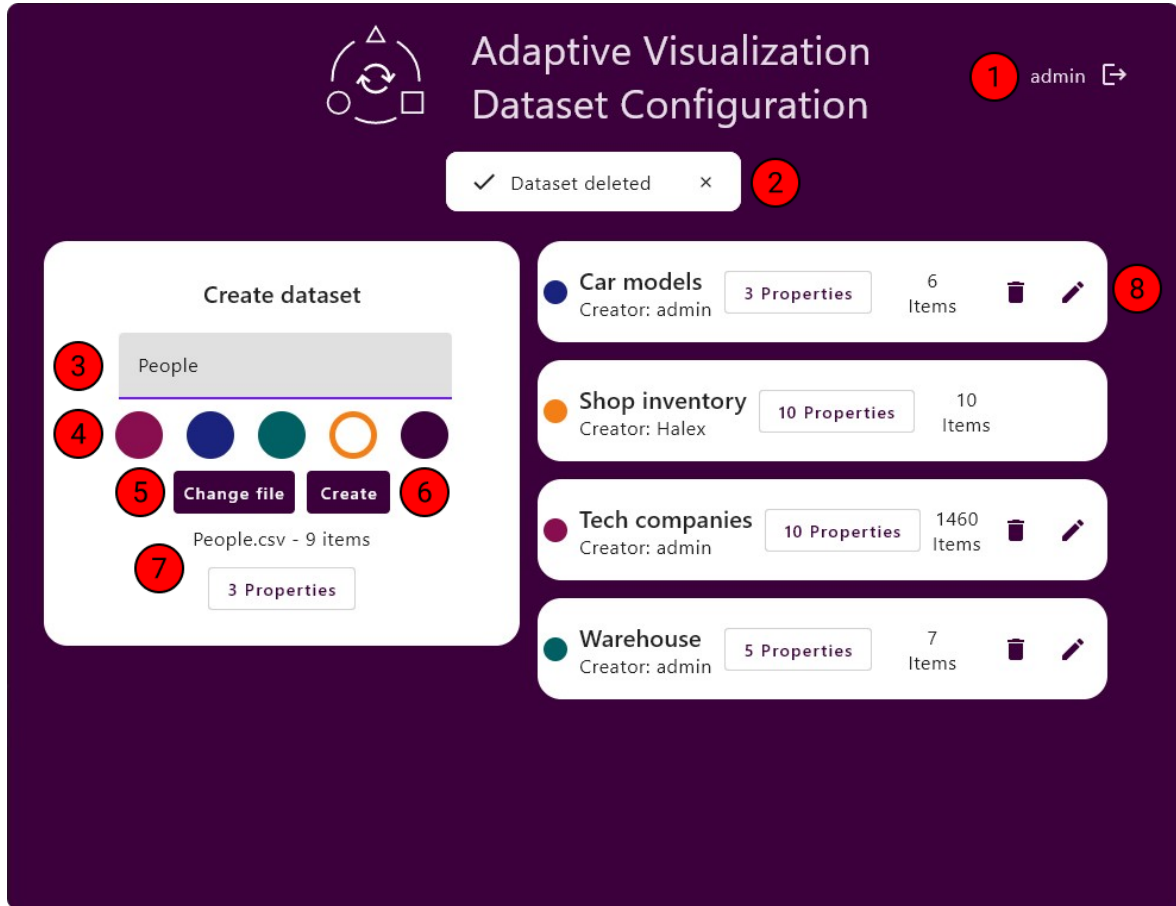 Adaptive Visualization
Dataset Configuration
1 admin
Dataset deleted × 2
Create dataset
3 People
4
5 Change file Create 6
People.csv - 9 items
7
3 Properties
Car models
Creator: admin
3 Properties
6
Items
8
Shop inventory
Creator: Halex
10 Properties
10
Items
Tech companies
Creator: admin
10 Properties
1460
Items
Warehouse
Creator: admin
5 Properties
7
Items